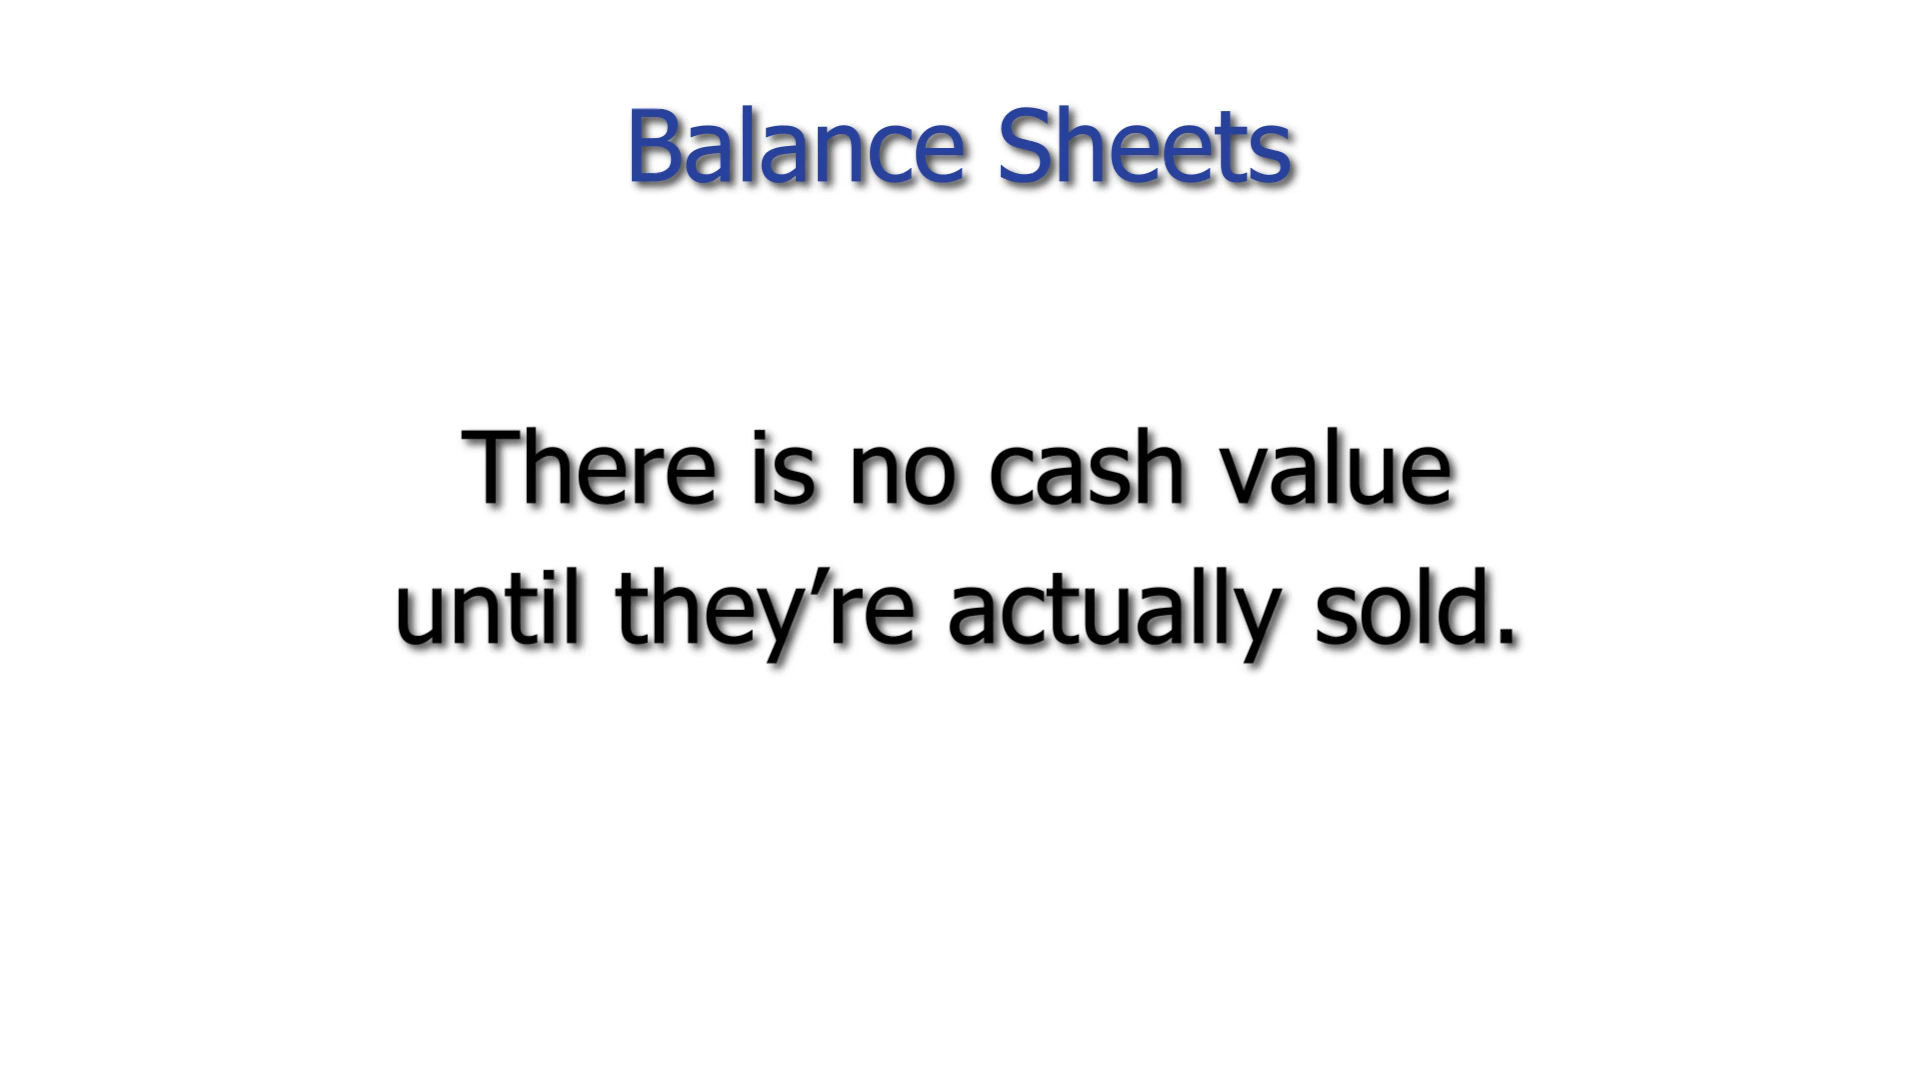 Balance Sheets
There is no cash value
until they’re actually sold.